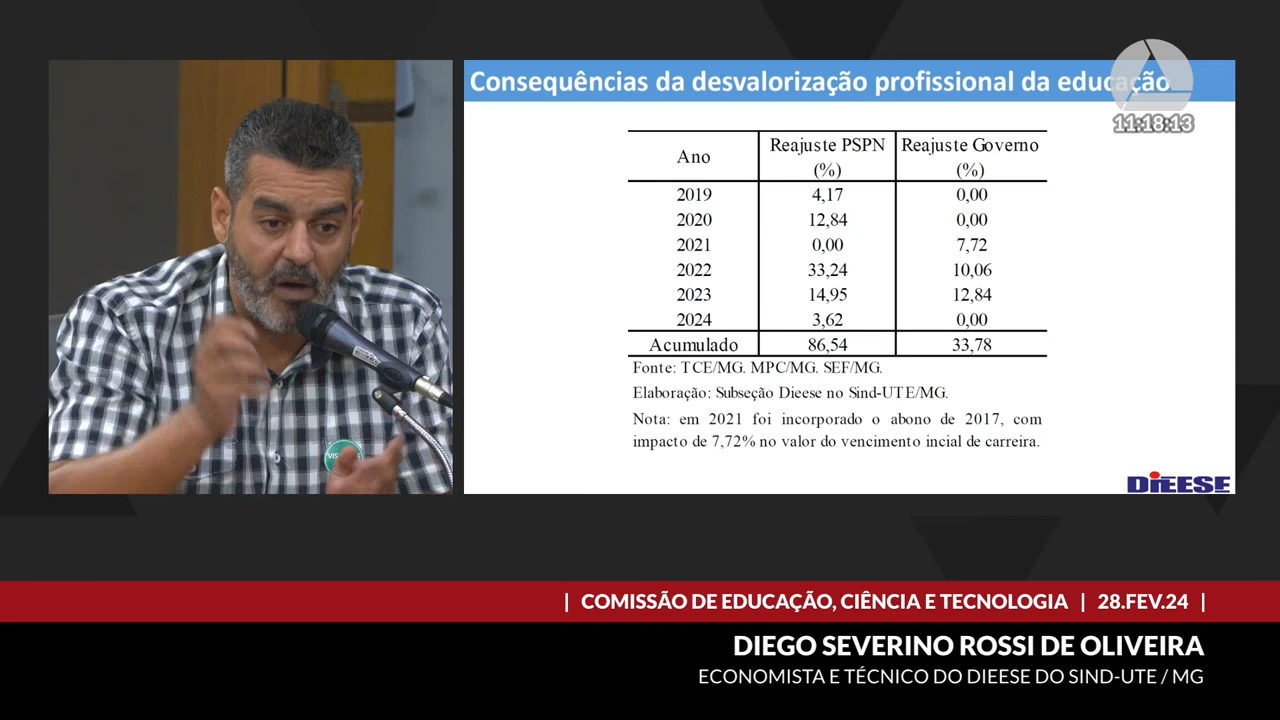 Consequências da desvalorização profissional da educação
11:18:13
Ano Reajuste PSPN (%) Reajuste Governo (%)
2019 4,17 0,00
2020 12,84 0,00
2021 0,00 7,72
2022 33,24 10,06
2023 14,95 12,84
2024 3,62 0,00
Acumulado 86,54 33,78
Fonte: TCE/MG. MPC/MG. SEF/MG.
Elaboração: Subseção Dieese no Sind-UTE/MG.
Nota: em 2021 foi incorporado o abono de 2017, com
impacto de 7,72% no valor do vencimento incial de carreira.
DIEESE
| COMISSÃO DE EDUCAÇÃO, CIÊNCIA E TECNOLOGIA | 28.FEV.24 |
DIEGO SEVERINO ROSSI DE OLIVEIRA
ECONOMISTA E TÉCNICO DO DIEESE DO SIND-UTE / MG